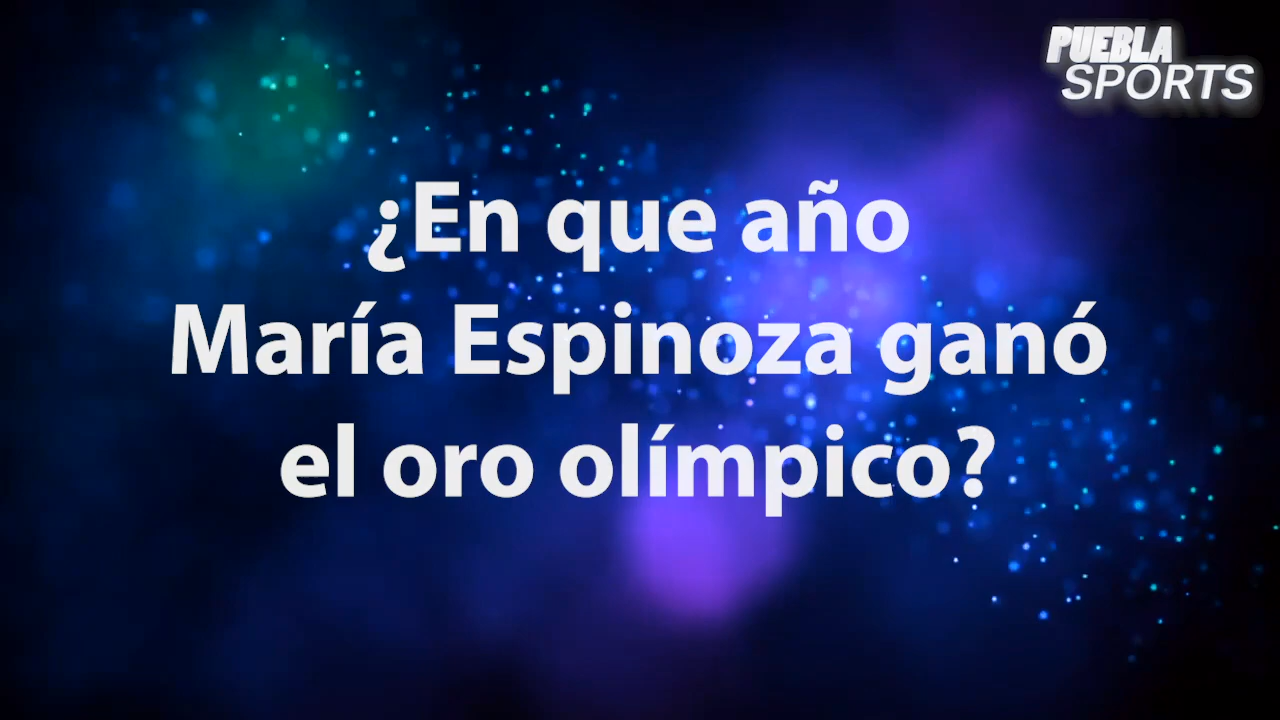 PUEBLA
SPORTS
¿En que año
María Espinoza ganó
el oro olímpico?